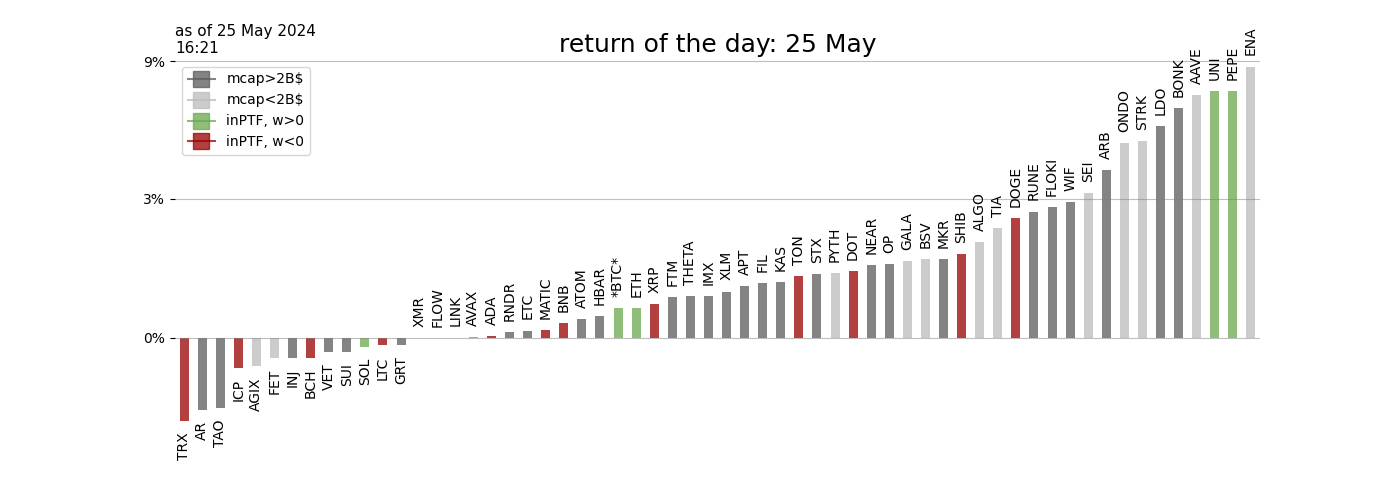 as of 25 May 2024
16:21
return of the day: 25 May
9%
3%
0%
mcap>2B$
mcap<2B$
inPTF, w>0
inPTF, w<0
TRX
AR
TAO
ICP
AGIX
FET
INJ
BCH
VET
SUI
SOL
LTC
GRT
XMR
FLOW
LINK
AVAX
ADA
RNDR
ETC
MATIC
BNB
ATOM
HBAR
*BTC*
ETH
XRP
FTM
THETA
IMX
XLM
APT
FIL
KAS
TON
STX
PYTH
DOT
NEAR
OP
GALA
BSV
MKR
SHIB
ALGO
TIA
DOGE
RUNE
FLOKI
WIF
SEI
ARB
ONDO
STRK
LDO
BONK
AAVE
UNI
PEPE
ENA